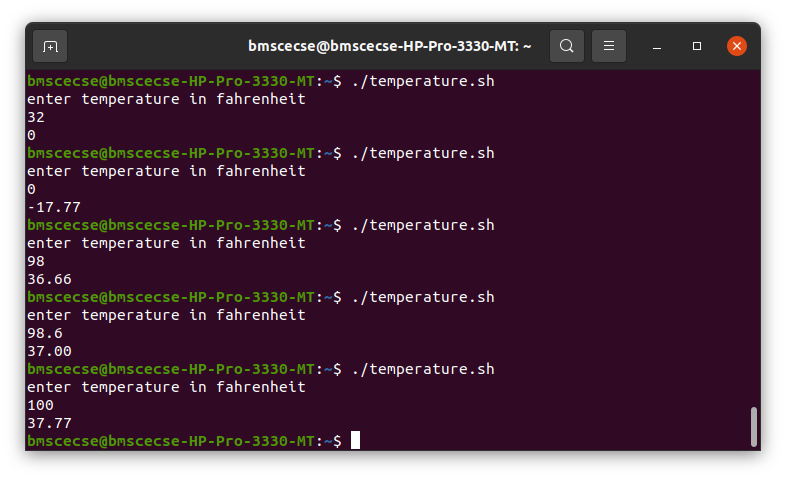 bmscecse@bmscecse-HP-Pro-3330-MT: ~
bmscecse@bmscecse-HP-Pro-3330-MT:~$ ./temperature.sh
enter temperature in fahrenheit
32
0
bmscecse@bmscecse-HP-Pro-3330-MT:~$ ./temperature.sh
enter temperature in fahrenheit
0
-17.77
bmscecse@bmscecse-HP-Pro-3330-MT:~$ ./temperature.sh
enter temperature in fahrenheit
98
36.66
bmscecse@bmscecse-HP-Pro-3330-MT:~$ ./temperature.sh
enter temperature in fahrenheit
98.6
37.00
bmscecse@bmscecse-HP-Pro-3330-MT:~$ ./temperature.sh
enter temperature in fahrenheit
100
37.77
bmscecse@bmscecse-HP-Pro-3330-MT:~$